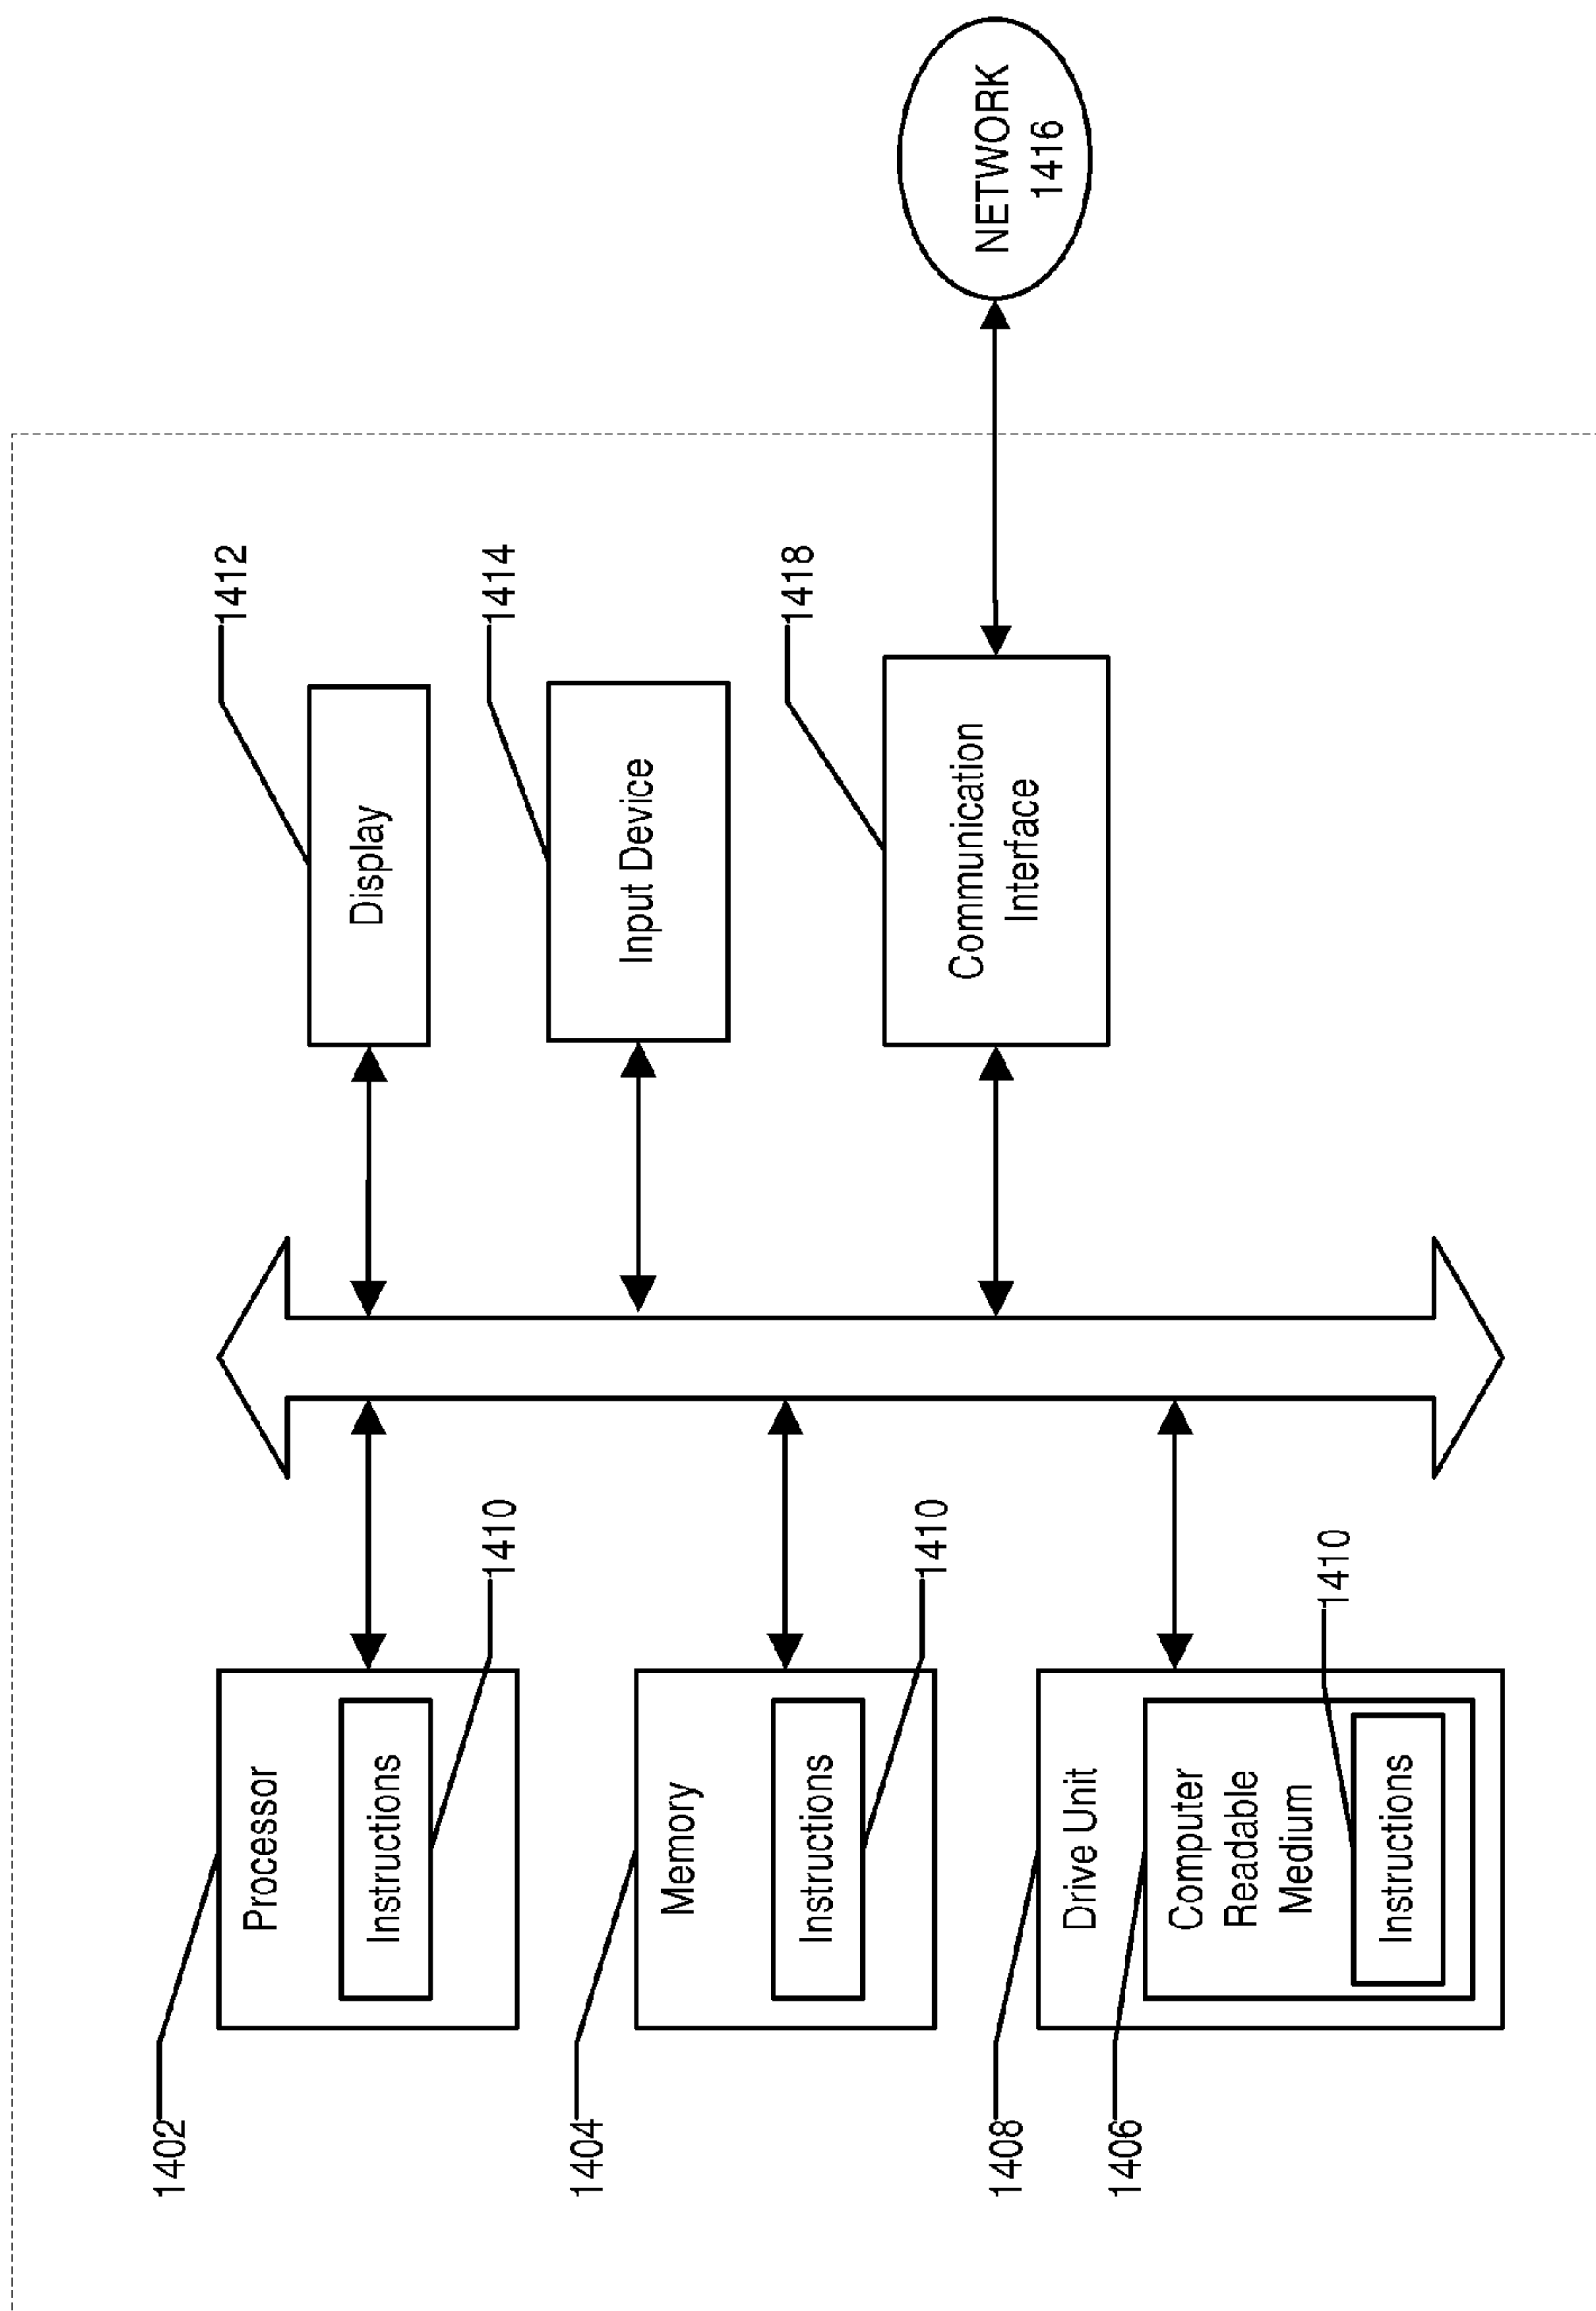 1402
Processor
Instructions
1410
1404
Memory
Instructions
1410
1408
Drive Unit
1406
Computer
Readable
Medium
Instructions
1410
1412
Display
1414
Input Device
1418
Communication
Interface
NETWORK
1416